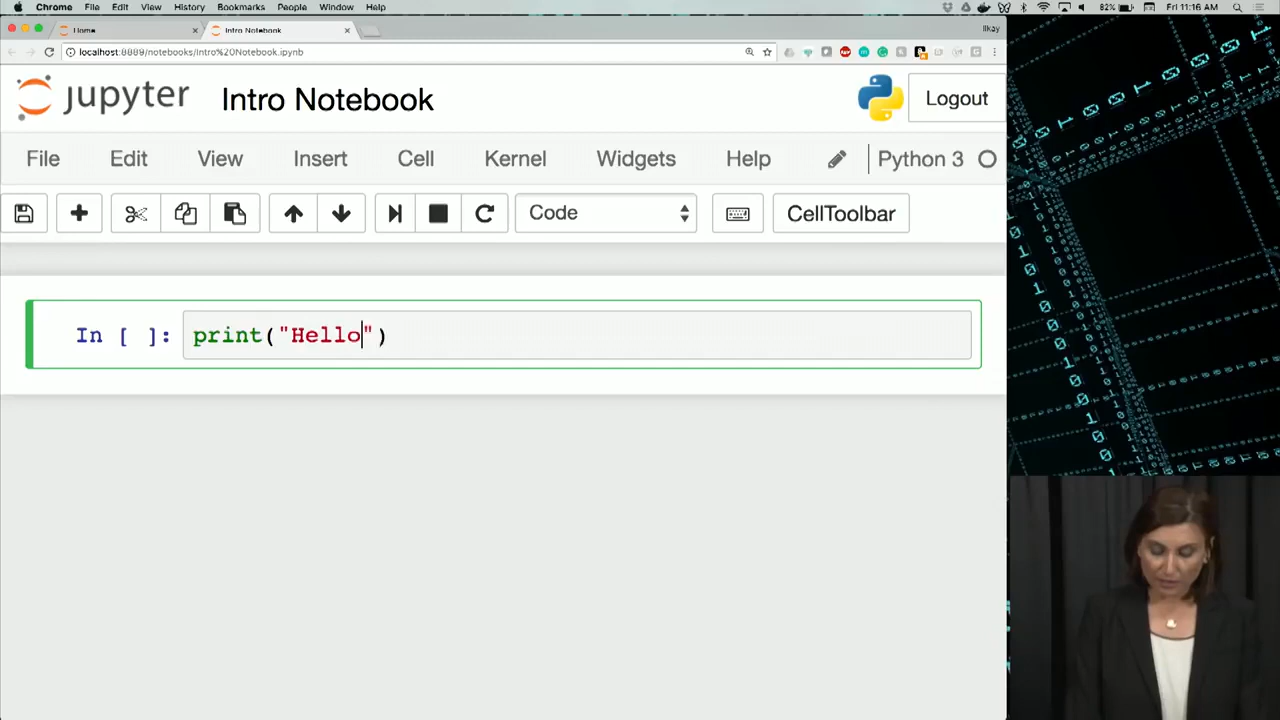 Chrome File Edit View History Bookmarks People Window Help 82% Fri 11:16 AM
Home Intro Notebook Ilkay
localhost:8889/notebooks/Intro%20Notebook.ipynb
jupyter Intro Notebook Logout
File Edit View Insert Cell Kernel Widgets Help Python 3
Code CellToolbar
In [ ]: print("Hello")